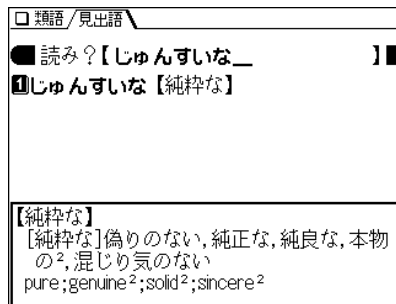 類語/見出語
読み?【じゅんすいな_ 】
1じゅんすいな【純粋な】
【純粋な】
[純粋な]偽りのない,純正な,純良な,本物
の²,混じり気のない
pure;genuine²;solid²;sincere²